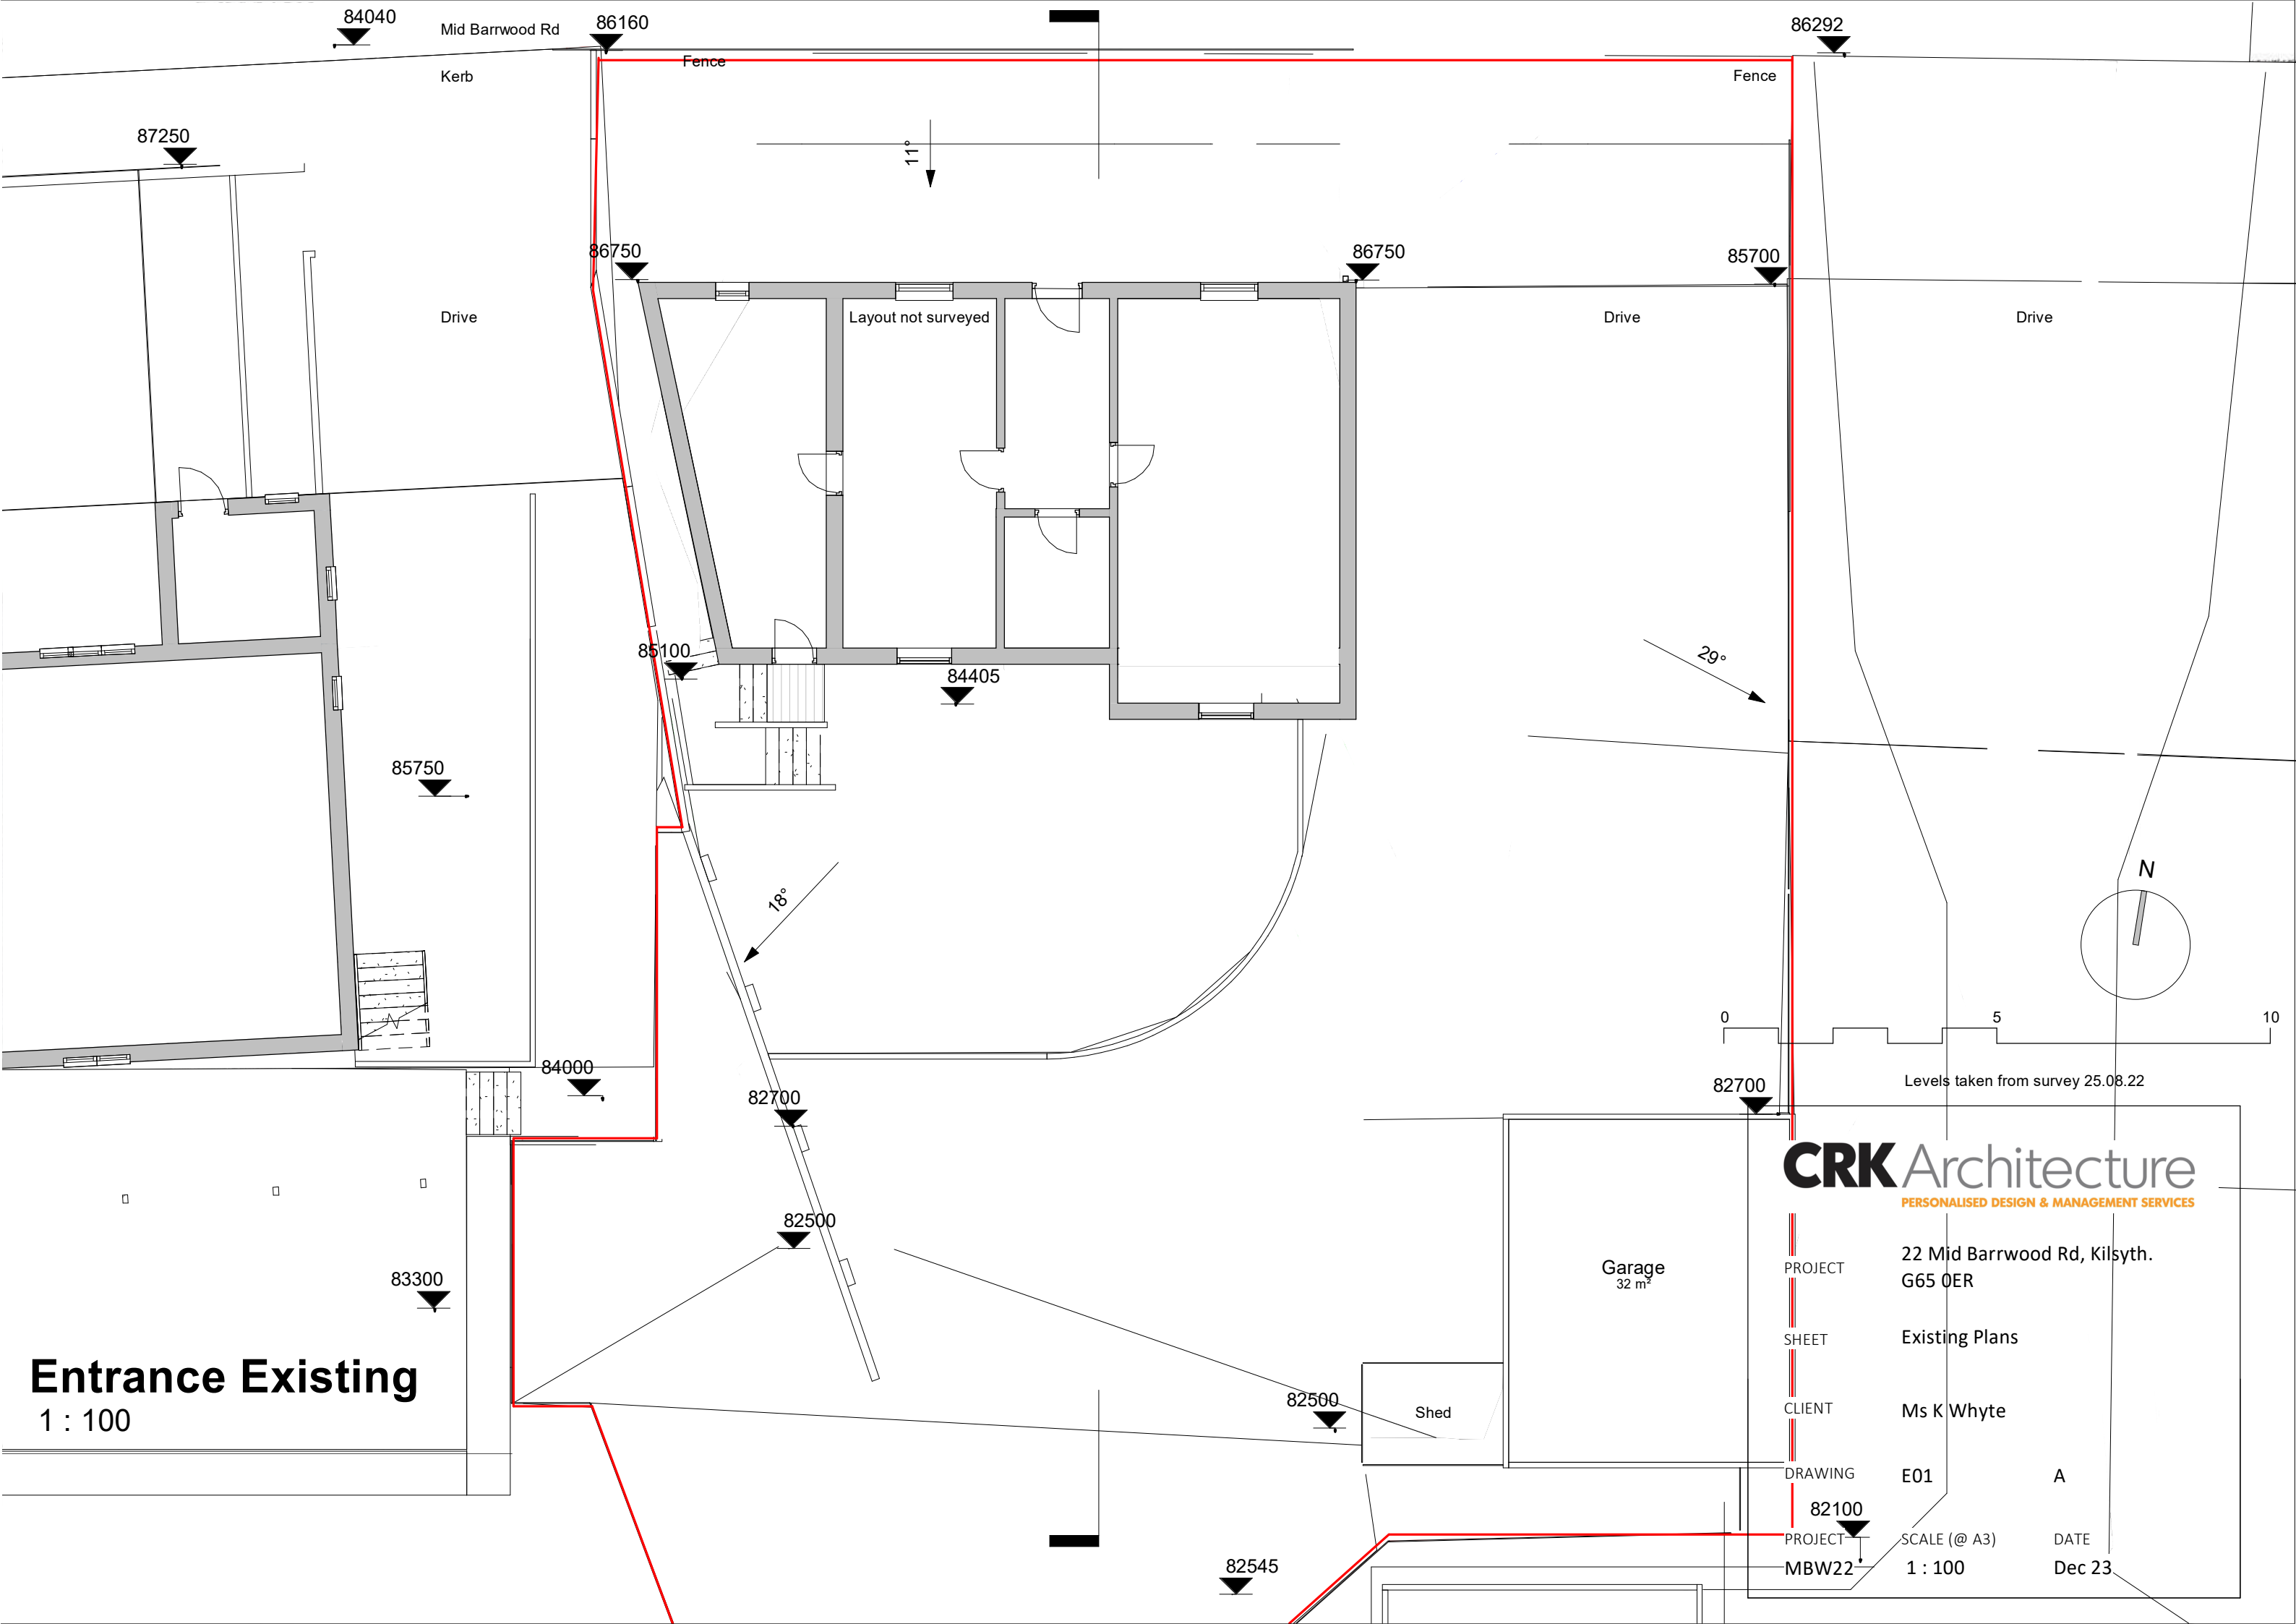 84040
Mid Barrwood Rd
86160
86292
Fence
Kerb
Fence
87250
11°
86750
86750
85700
Drive
Layout not surveyed
Drive
Drive
85100
84405
29°
85750
18°
N
0 5 10
84000
82700
82700
Levels taken from survey 25.08.22
CRK Architecture
PERSONALISED DESIGN & MANAGEMENT SERVICES
82500
83300
Garage
32 m²
PROJECT 22 Mid Barrwood Rd, Kilsyth.
G65 0ER
SHEET Existing Plans
Entrance Existing
1 : 100
82500
Shed
CLIENT Ms K Whyte
DRAWING E01 A
82100
PROJECT SCALE (@ A3) DATE
MBW22 1 : 100 Dec 23
82545